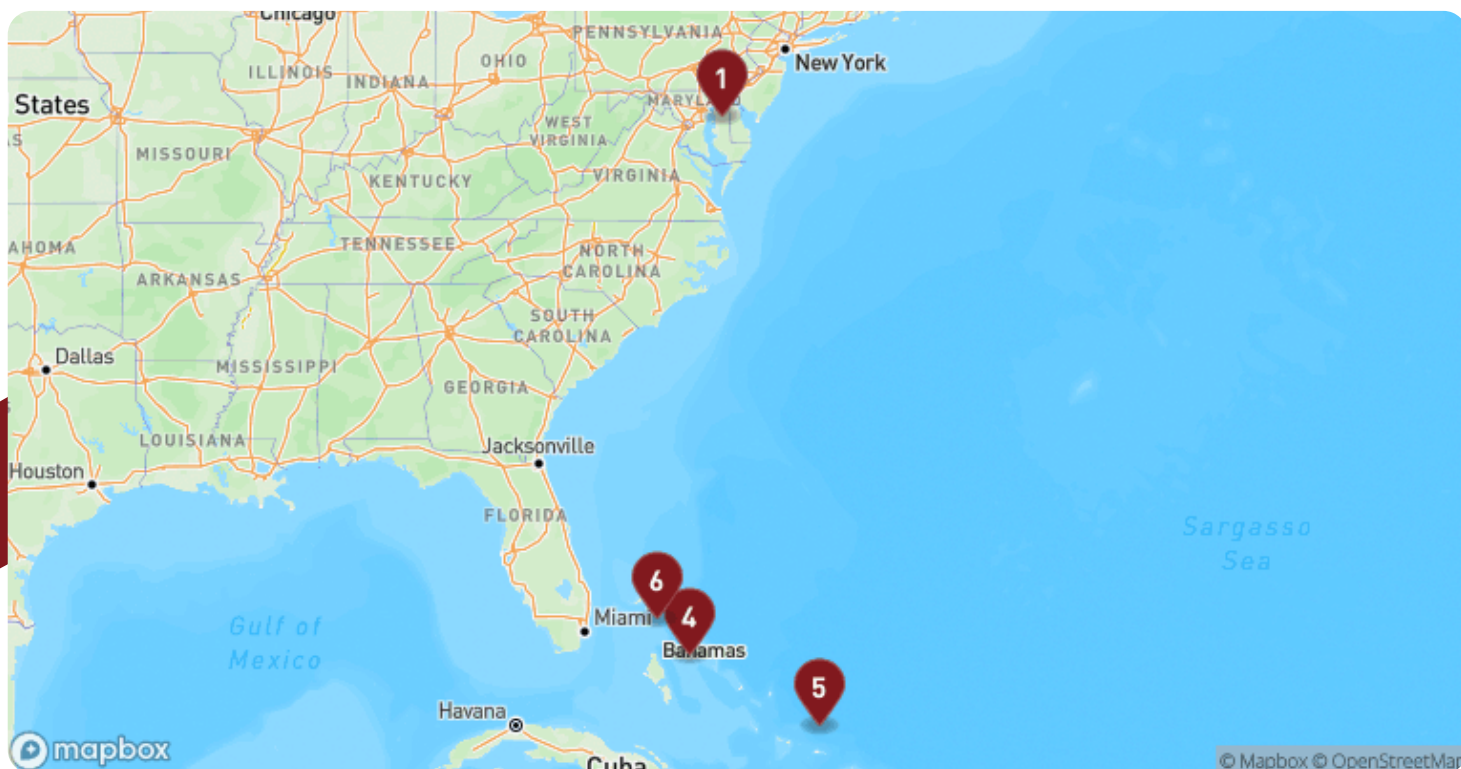 Chicago
PENNSYLVANIA
New York
OHIO
ILLINOIS
INDIANA
1
States
MARYLAND
WEST
VIRGINIA
AS
MISSOURI
KENTUCKY
VIRGINIA
AHOMA
TENNESSEE
NORTH
CAROLINA
ARKANSAS
SOUTH
CAROLINA
Dallas
MISSISSIPPI
GEORGIA
LOUISIANA
Jacksonville
Houston
FLORIDA
Sargasso
Sea
6
4
Miami
Gulf of
Mexico
Bahamas
5
Havana
mapbox
Cuba
© Mapbox © OpenStreetMap